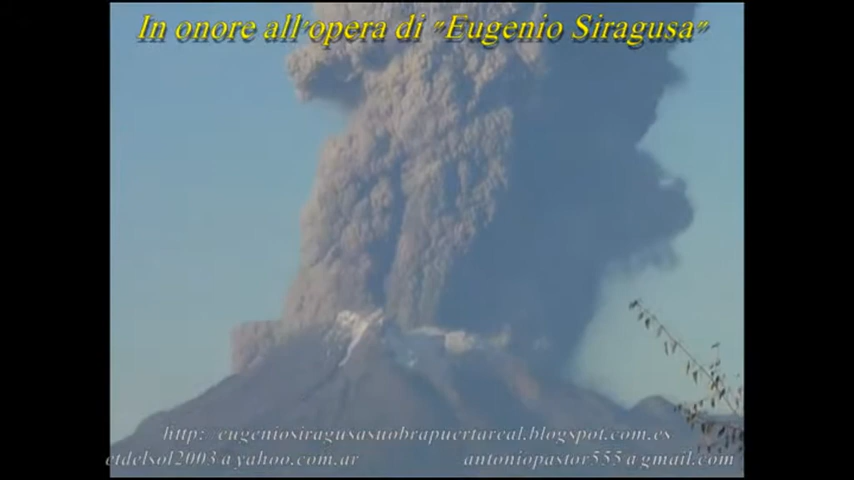 In onore all'opera di "Eugenio Siragusa"
http: eugeniosiragusasuobrapuertareal.blogspot.com.es
etdelsol2003@yahoo.com.ar antoniopastor555@gmail.com